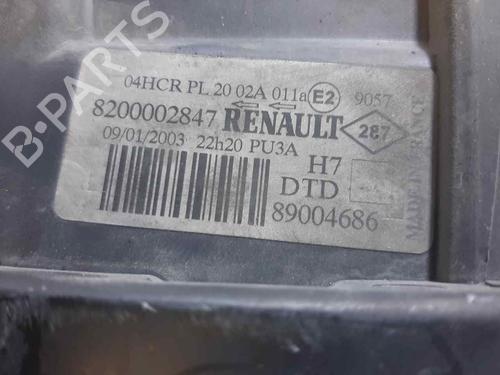 04HCR PL 20 02A 011a E2 9057
8200002847 RENAULT 287
09/01/2003 22h20 PU3A H7
DTD
89004686
MADE IN FRANCE
B-PARTS